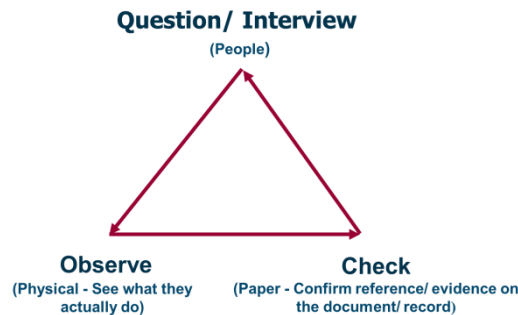 Question/ Interview
(People)
Observe
(Physical - See what they
actually do)
Check
(Paper - Confirm reference/ evidence on
the document/ record)